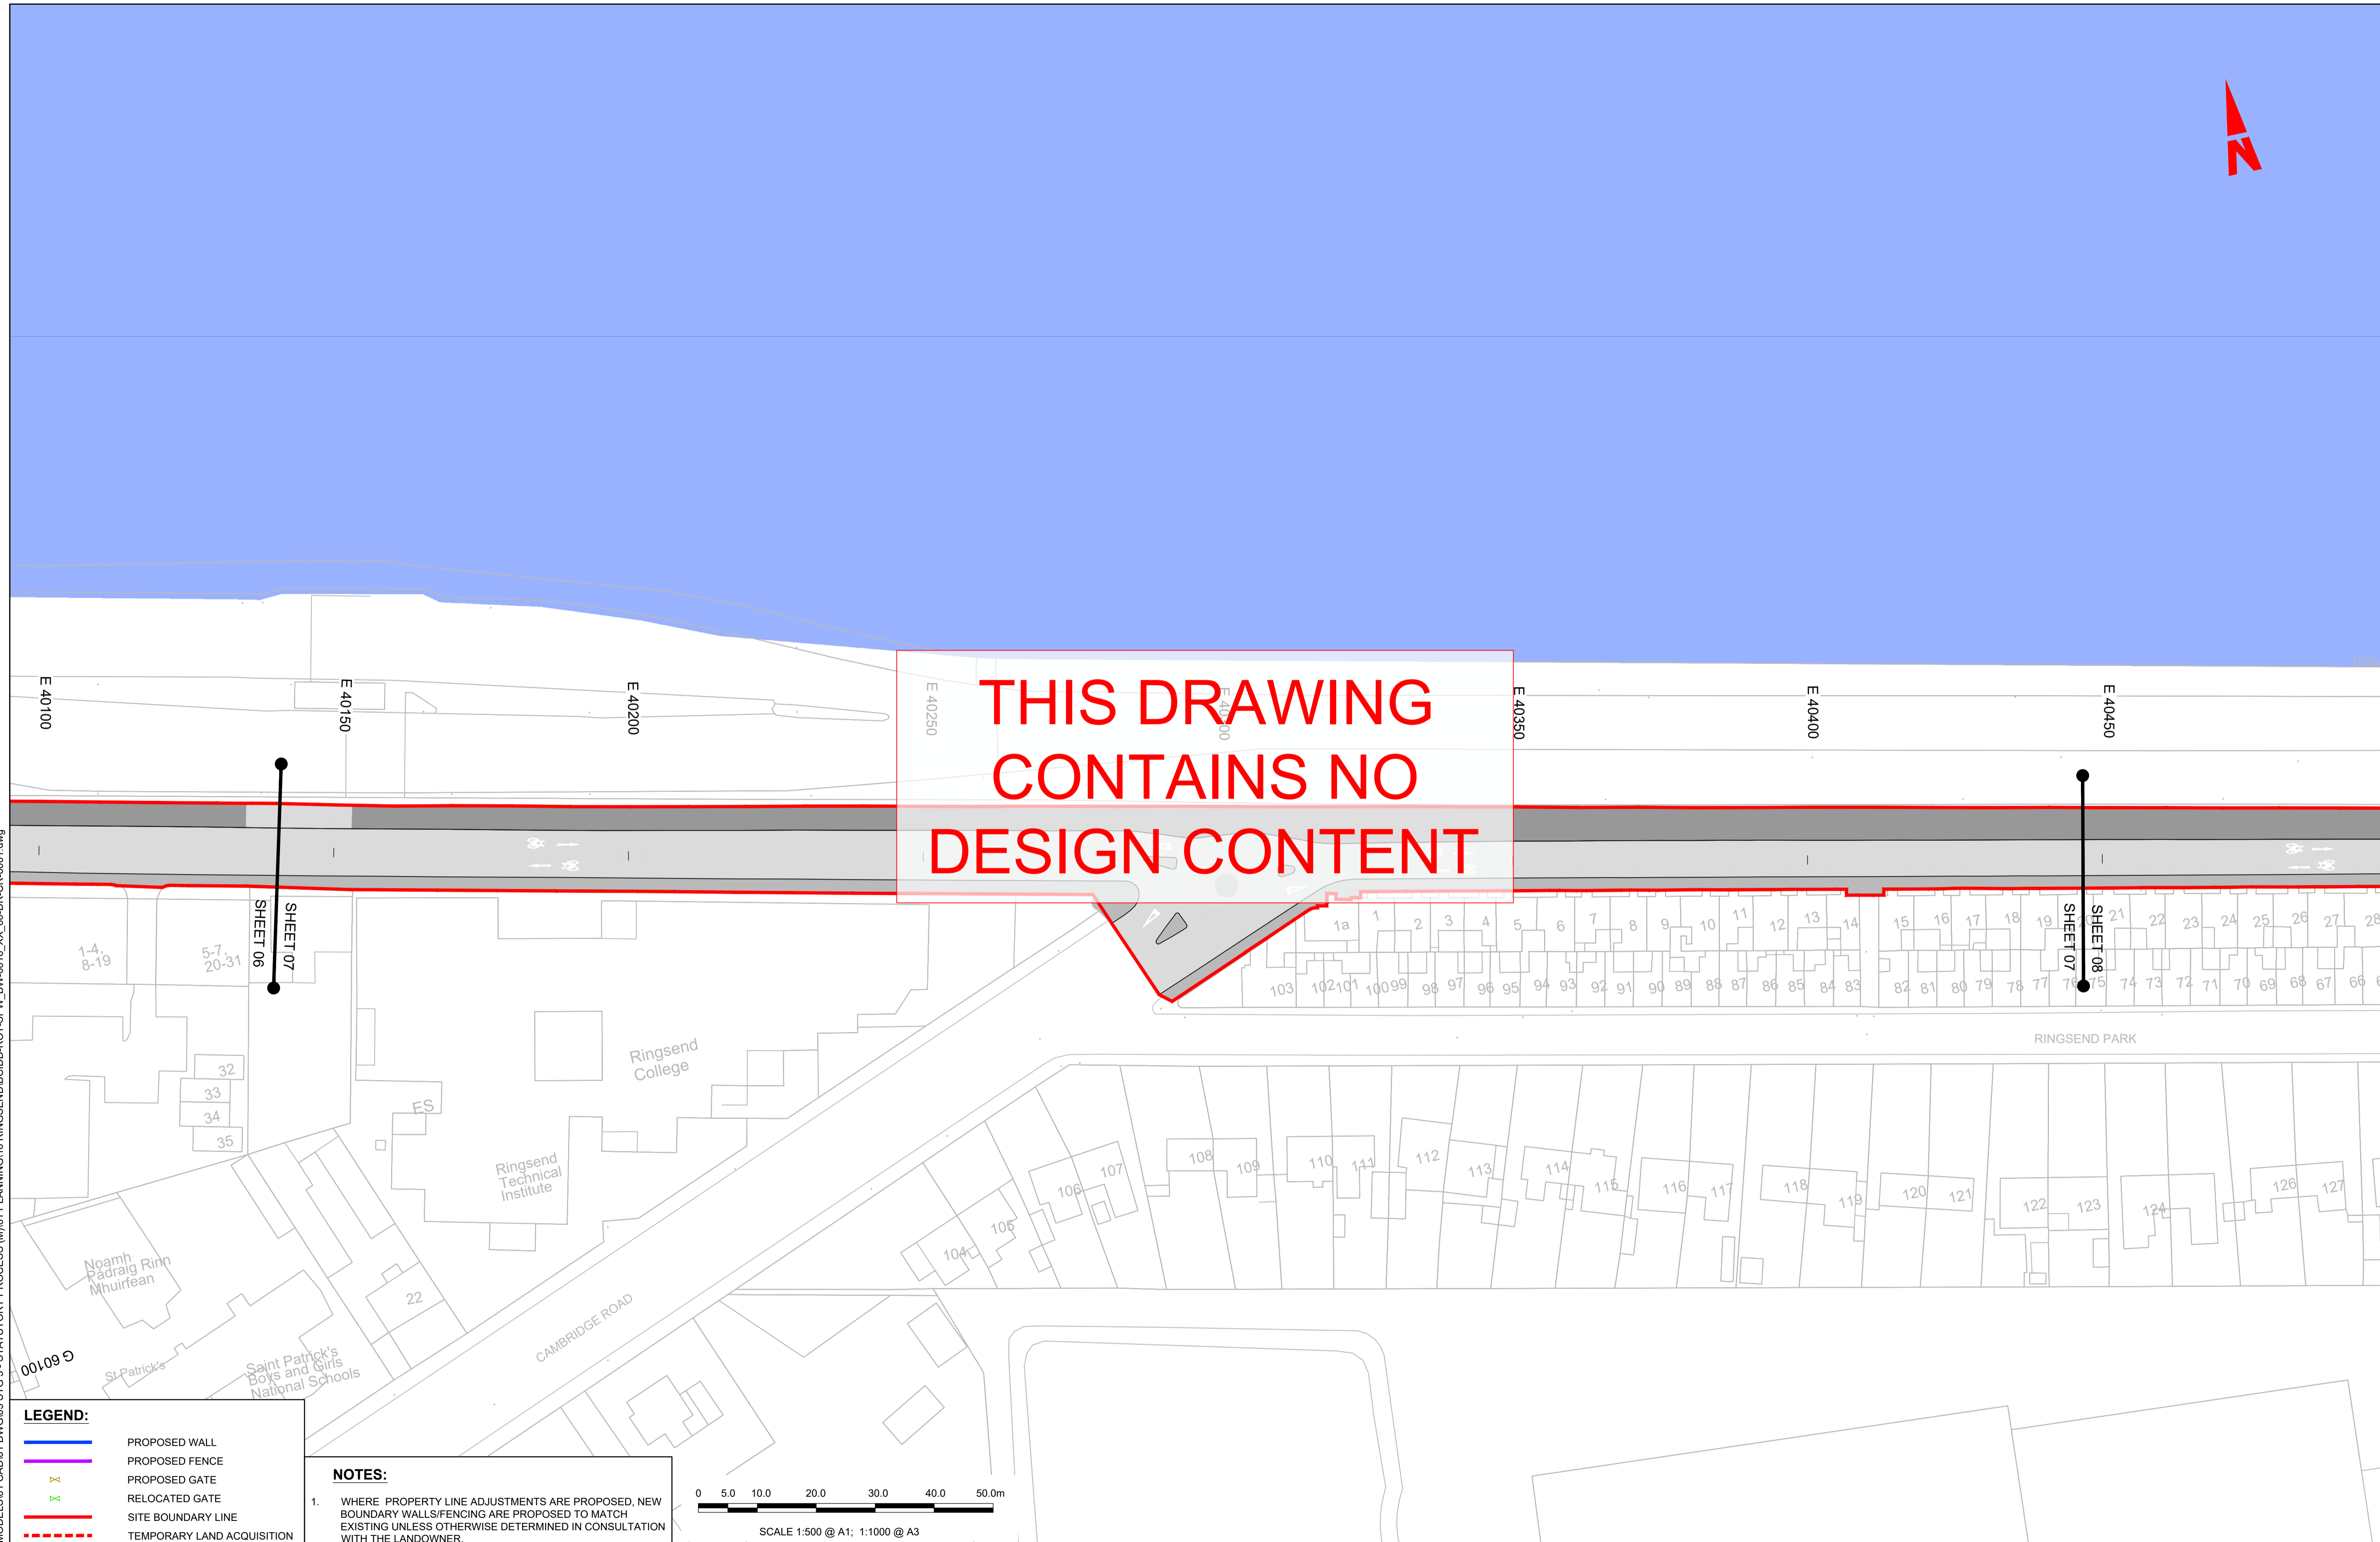 N
THIS DRAWING
CONTAINS NO
DESIGN CONTENT
E 40100
E 40150
E 40200
E 40250
E 40350
E 40400
E 40450
SHEET 06
SHEET 07
SHEET 07
SHEET 08
1-4,
8-19
5-7,
20-31
32
33
34
35
ES
Ringsend
College
Ringsend
Technical
Institute
Noamh
Pádraig Rinn
Mhuirfean
22
St Patrick's
Saint Patrick's
Boys and Girls
National Schools
G 60100
CAMBRIDGE ROAD
RINGSEND PARK
1a 1 2 3 4 5 6 7 8 9 10 11 12 13 14 15 16 17 18 19 20 21 22 23 24 25 26 27 28
103 102 101 100 99 98 97 96 95 94 93 92 91 90 89 88 87 86 85 84 83 82 81 80 79 78 77 76 75 74 73 72 71 70 69 68 67 66
104 105 106 107 108 109 110 111 112 113 114 115 116 117 118 119 120 121 122 123 124 126 127
LEGEND:
PROPOSED WALL
PROPOSED FENCE
PROPOSED GATE
RELOCATED GATE
SITE BOUNDARY LINE
TEMPORARY LAND ACQUISITION
NOTES:
1. WHERE PROPERTY LINE ADJUSTMENTS ARE PROPOSED, NEW
BOUNDARY WALLS/FENCING ARE PROPOSED TO MATCH
EXISTING UNLESS OTHERWISE DETERMINED IN CONSULTATION
WITH THE LANDOWNER.
0 5.0 10.0 20.0 30.0 40.0 50.0m
SCALE 1:500 @ A1; 1:1000 @ A3